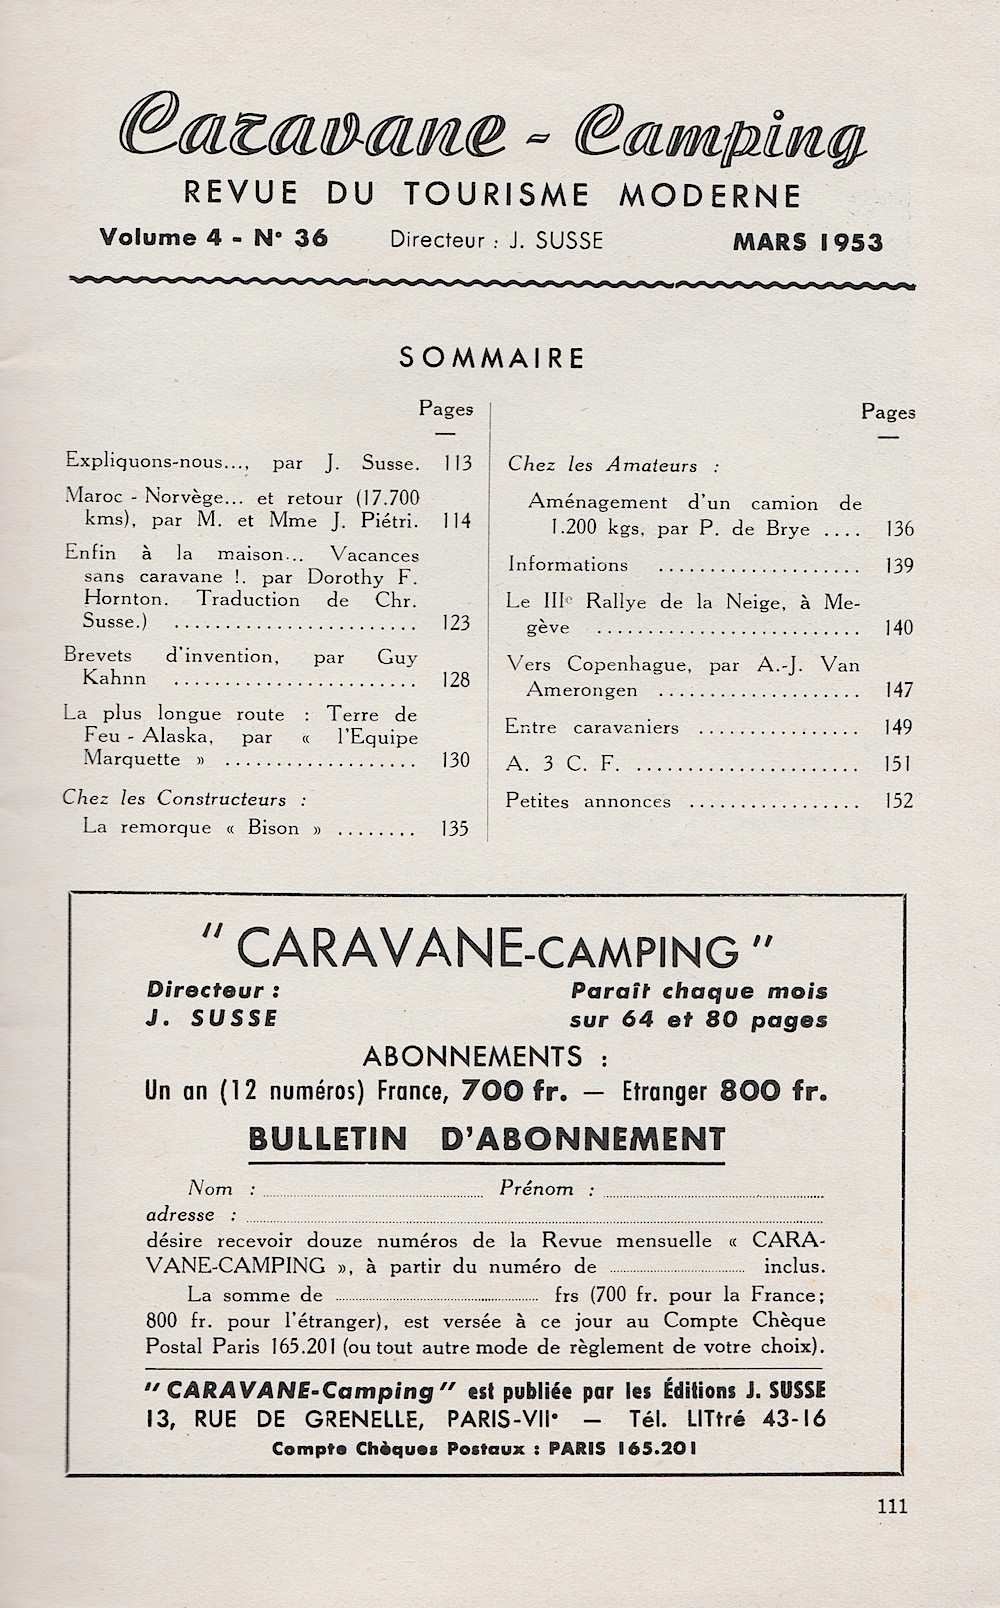 Caravane - Camping
REVUE DU TOURISME MODERNE
Volume 4 - N° 36 Directeur : J. SUSSE MARS 1953
SOMMAIRE
Pages
Expliquons-nous..., par J. Susse. 113
Maroc - Norvège... et retour (17.700
kms), par M. et Mme J. Piétri. 114
Enfin à la maison... Vacances
sans caravane !. par Dorothy F.
Hornton. Traduction de Chr.
Susse.) ........................ 123
Brevets d'invention, par Guy
Kahnn ........................ 128
La plus longue route : Terre de
Feu - Alaska, par « l'Equipe
Marquette » ................... 130
Chez les Constructeurs :
La remorque « Bison » ........ 135
Pages
Chez les Amateurs :
Aménagement d'un camion de
1.200 kgs, par P. de Brye .... 136
Informations .................... 139
Le IIIe Rallye de la Neige, à Me-
gève .......................... 140
Vers Copenhague, par A.-J. Van
Amerongen .................... 147
Entre caravaniers ................ 149
A. 3 C. F. ...................... 151
Petites annonces ................. 152
" CARAVANE-CAMPING "
Directeur : Paraît chaque mois
J. SUSSE sur 64 et 80 pages
ABONNEMENTS :
Un an (12 numéros) France, 700 fr. — Etranger 800 fr.
BULLETIN D'ABONNEMENT
Nom : .................... Prénom : ....................
adresse : ....................
désire recevoir douze numéros de la Revue mensuelle « CARA-
VANE-CAMPING », à partir du numéro de .................... inclus.
La somme de .................... frs (700 fr. pour la France;
800 fr. pour l'étranger), est versée à ce jour au Compte Chèque
Postal Paris 165.201 (ou tout autre mode de règlement de votre choix).
" CARAVANE-Camping " est publiée par les Éditions J. SUSSE
13, RUE DE GRENELLE, PARIS-VII° — Tél. LITtré 43-16
Compte Chèques Postaux : PARIS 165.201
111